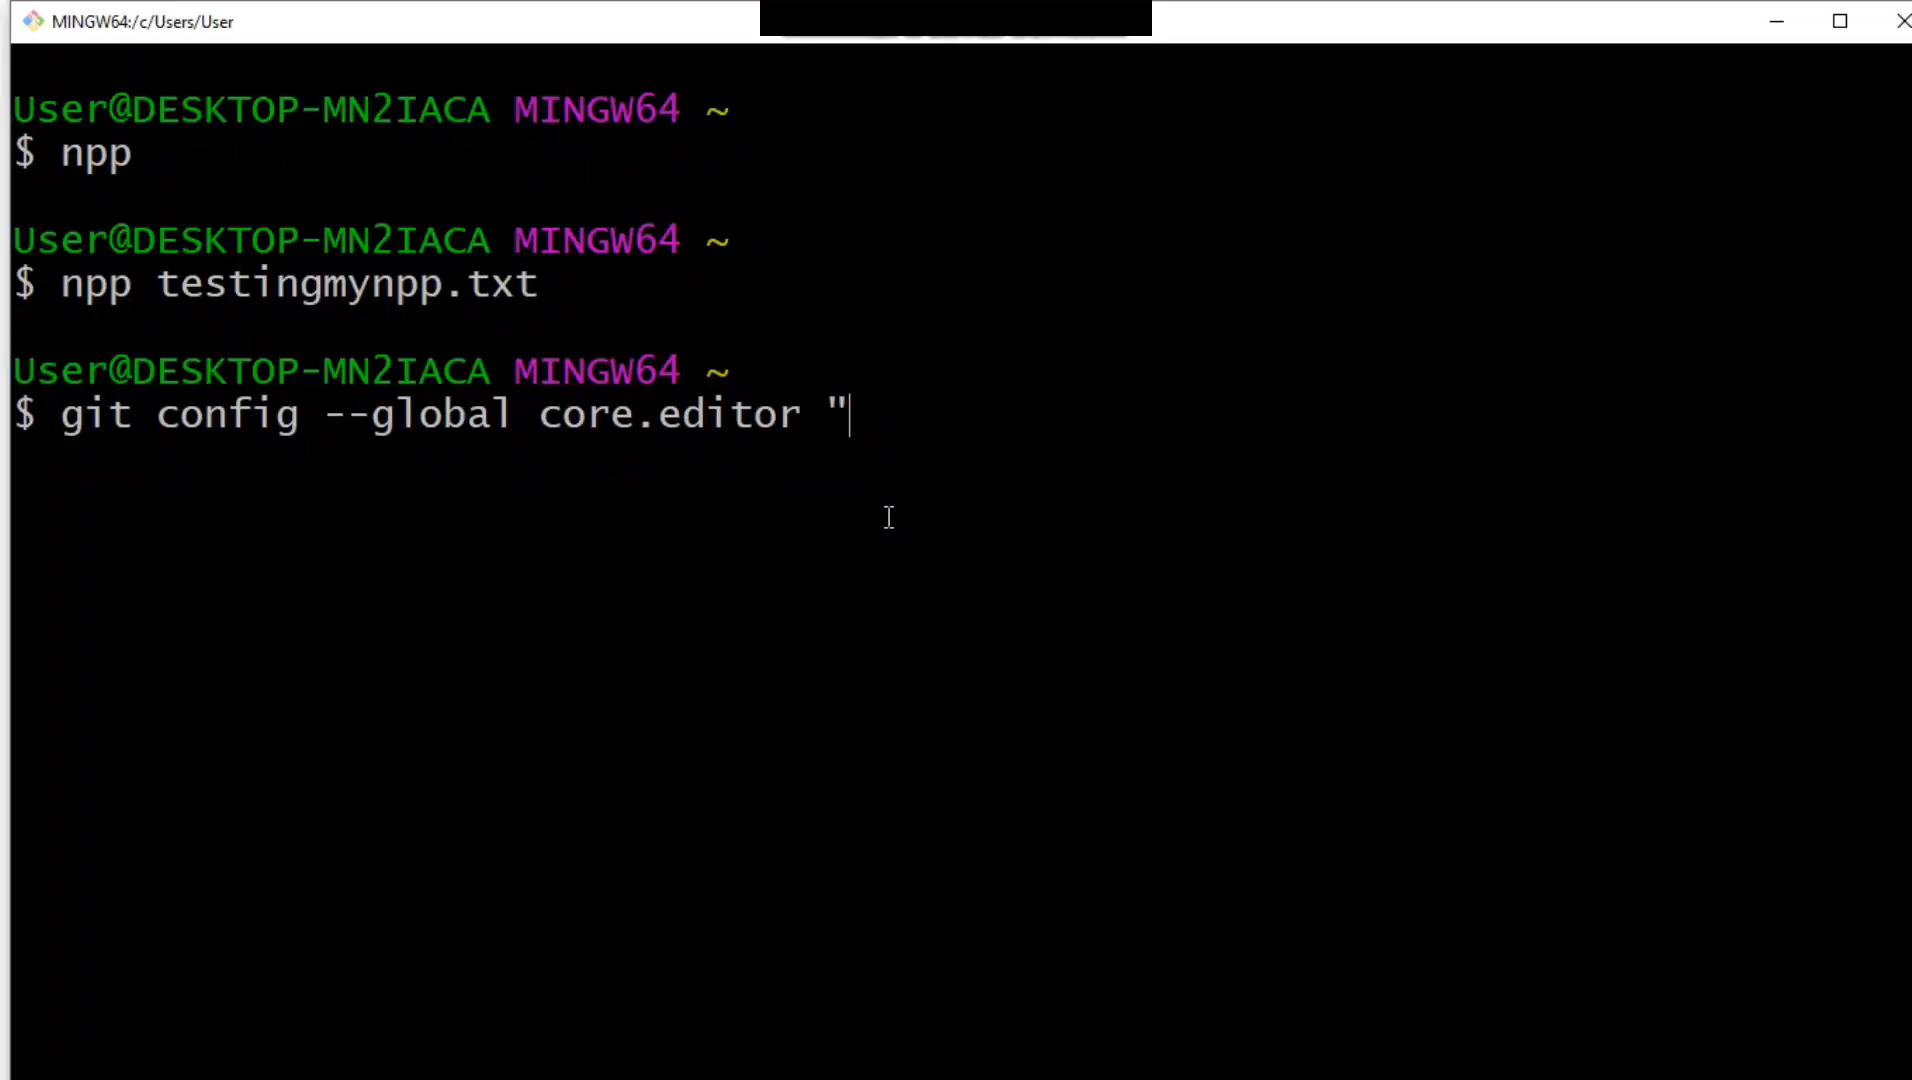 MINGW64:/c/Users/User
User@DESKTOP-MN2IACA MINGW64 ~
$ npp
User@DESKTOP-MN2IACA MINGW64 ~
$ npp testingmynpp.txt
User@DESKTOP-MN2IACA MINGW64 ~
$ git config --global core.editor "